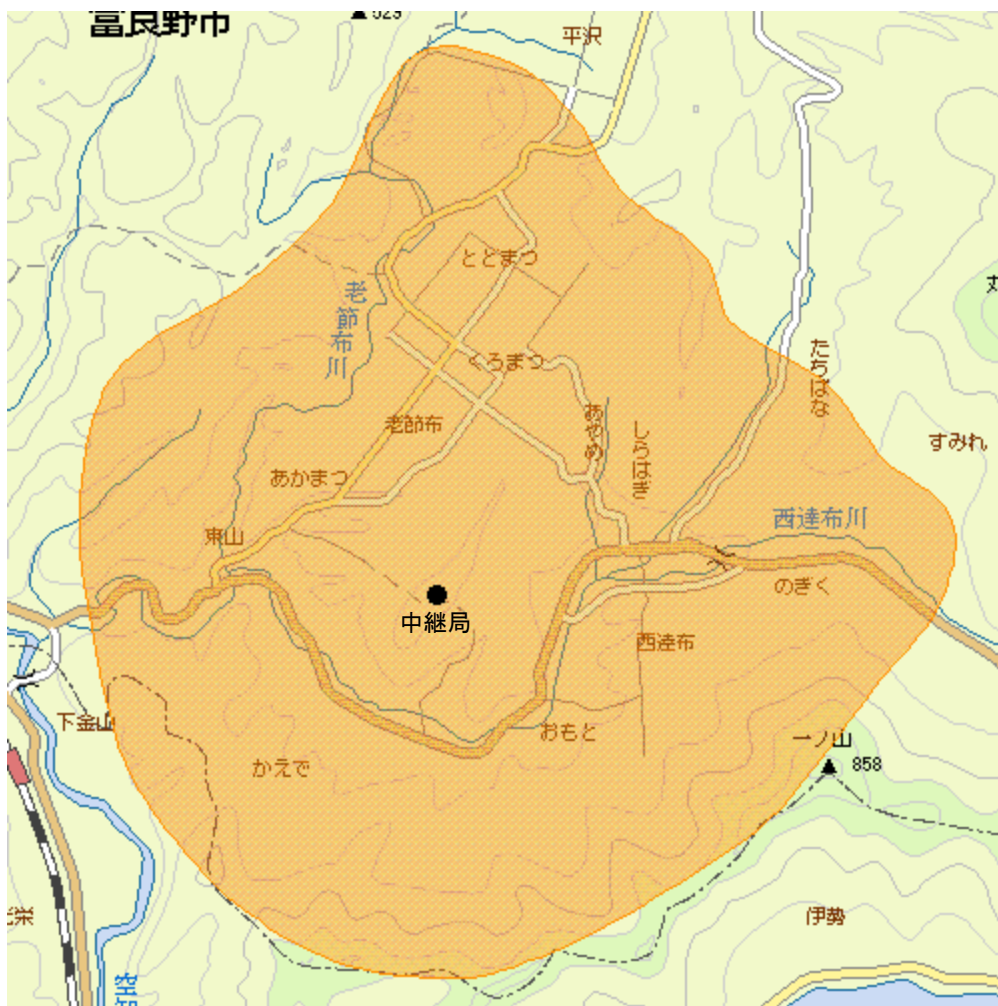 富良野市
529
平沢
ととまつ
老節布川
くろまつ
たちばな
老節布
あやめ
しらはぎ
すみれ
あかまつ
西達布川
東山
のぎく
中継局
西達布
下金山
おもと
一ノ山
858
かえで
伊勢